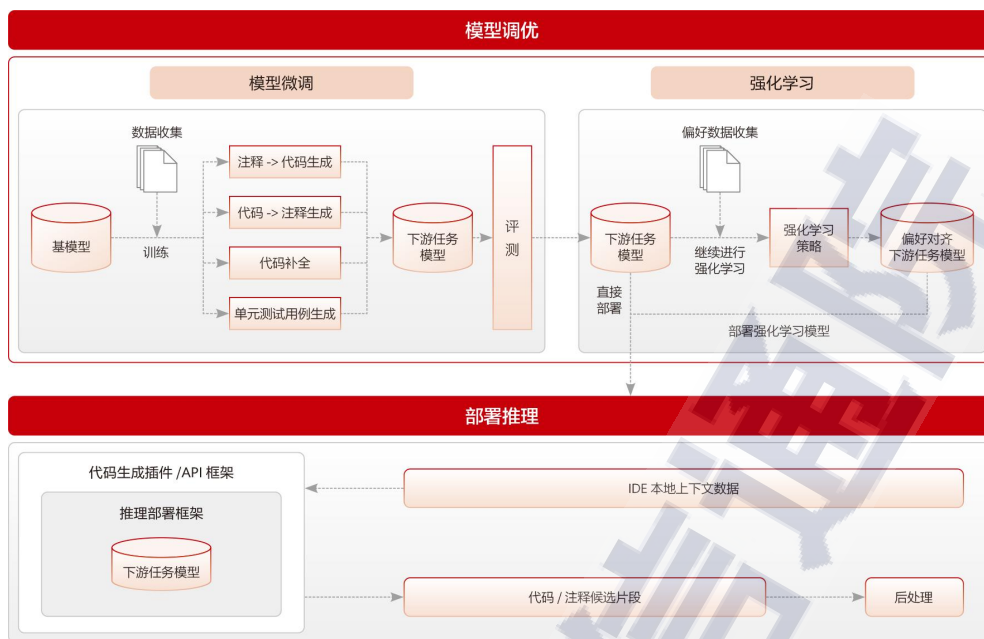 模型调优
模型微调
强化学习
数据收集
偏好数据收集
注释 -> 代码生成
代码 -> 注释生成
代码补全
单元测试用例生成
基模型
训练
下游任务
模型
评
测
下游任务
模型
继续进行
强化学习
强化学习
策略
偏好对齐
下游任务模型
直接
部署
部署强化学习模型
部署推理
代码生成插件 /API 框架
推理部署框架
下游任务模型
IDE 本地上下文数据
代码 / 注释候选片段
后处理
信通院